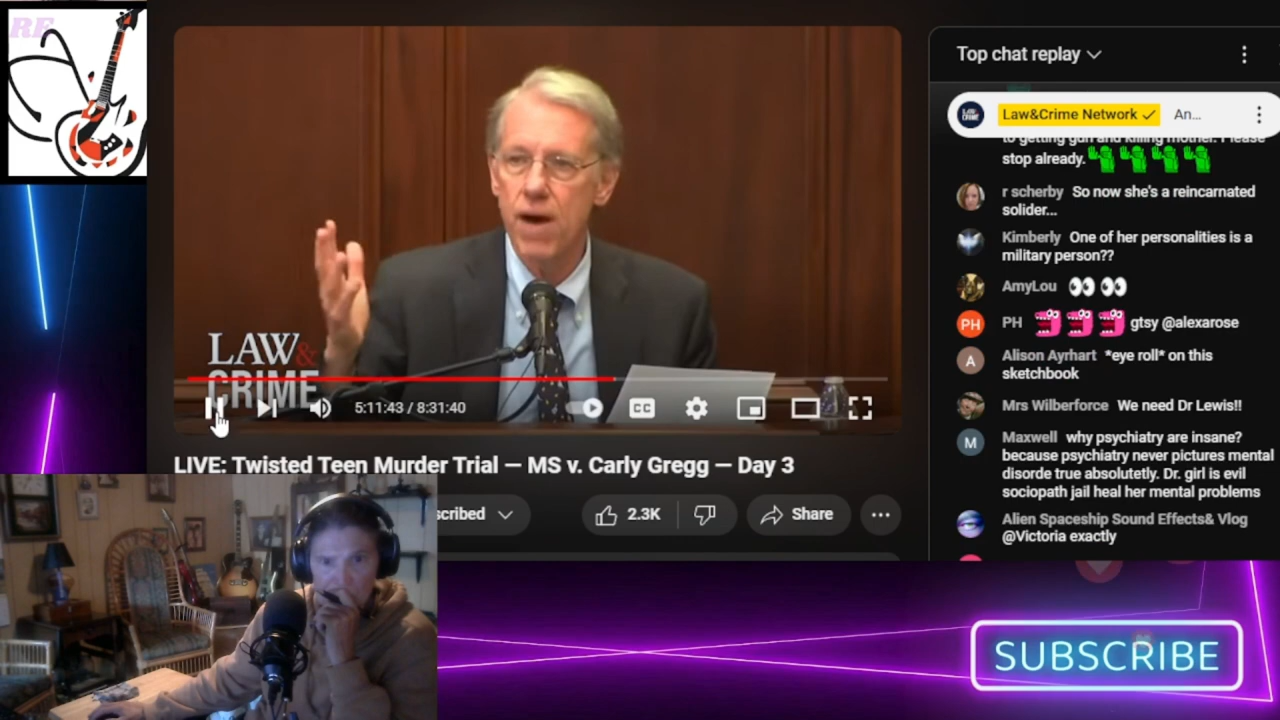 RE
Top chat replay
Law&Crime Network An...
to getting gun and killing mother. Please
stop already.
r scherby So now she's a reincarnated
solider...
Kimberly One of her personalities is a
military person??
AmyLou
PH gtsy @alexarose
Alison Ayrhart *eye roll* on this
sketchbook
Mrs Wilberforce We need Dr Lewis!!
Maxwell why psychiatry are insane?
because psychiatry never pictures mental
disorde true absolutetly. Dr. girl is evil
sociopath jail heal her mental problems
Alien Spaceship Sound Effects& Vlog
@Victoria exactly
LAW&
CRIME
5:11:43 / 8:31:40
CC
LIVE: Twisted Teen Murder Trial — MS v. Carly Gregg — Day 3
scribed
2.3K
Share
SUBSCRIBE